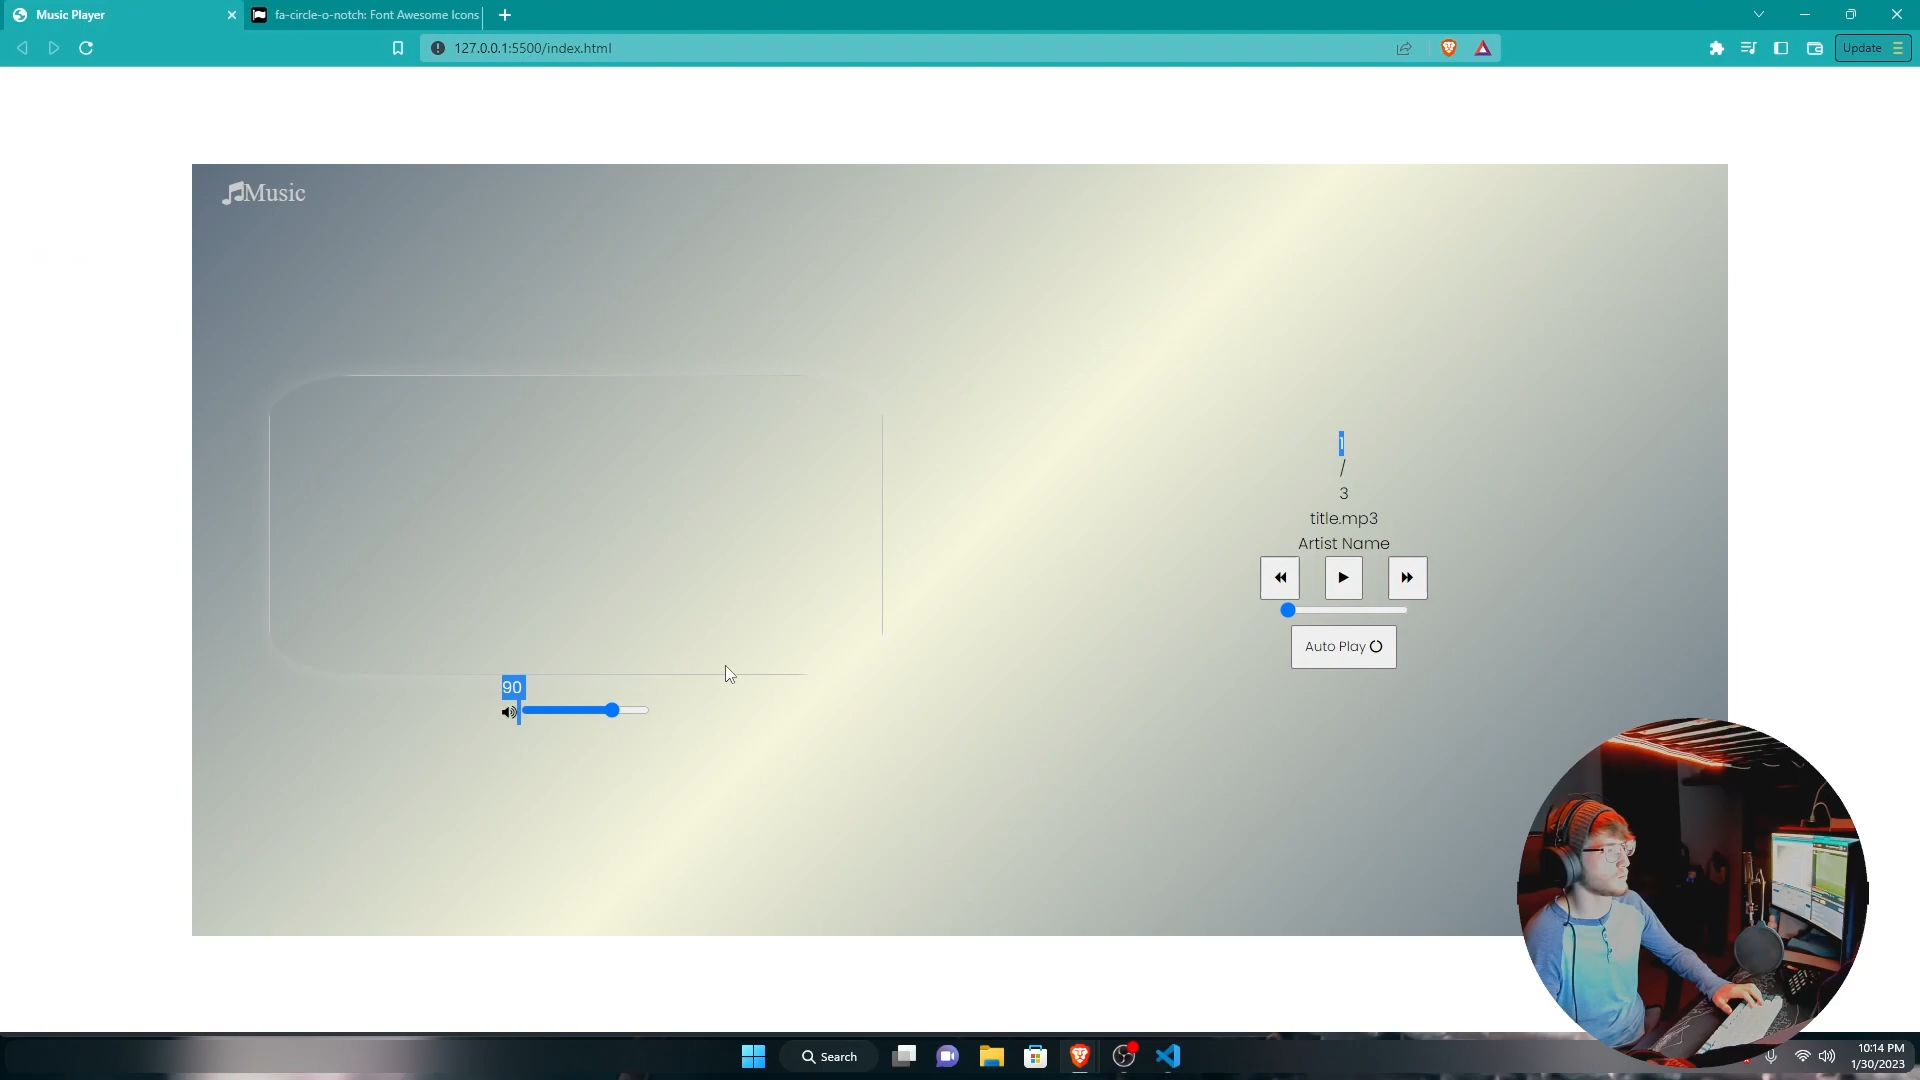 Music Player
fa-circle-o-notch: Font Awesome Icons
127.0.0.1:5500/index.html
Update
Music
1
/
3
title.mp3
Artist Name
Auto Play
90
Search
10:14 PM
1/30/2023